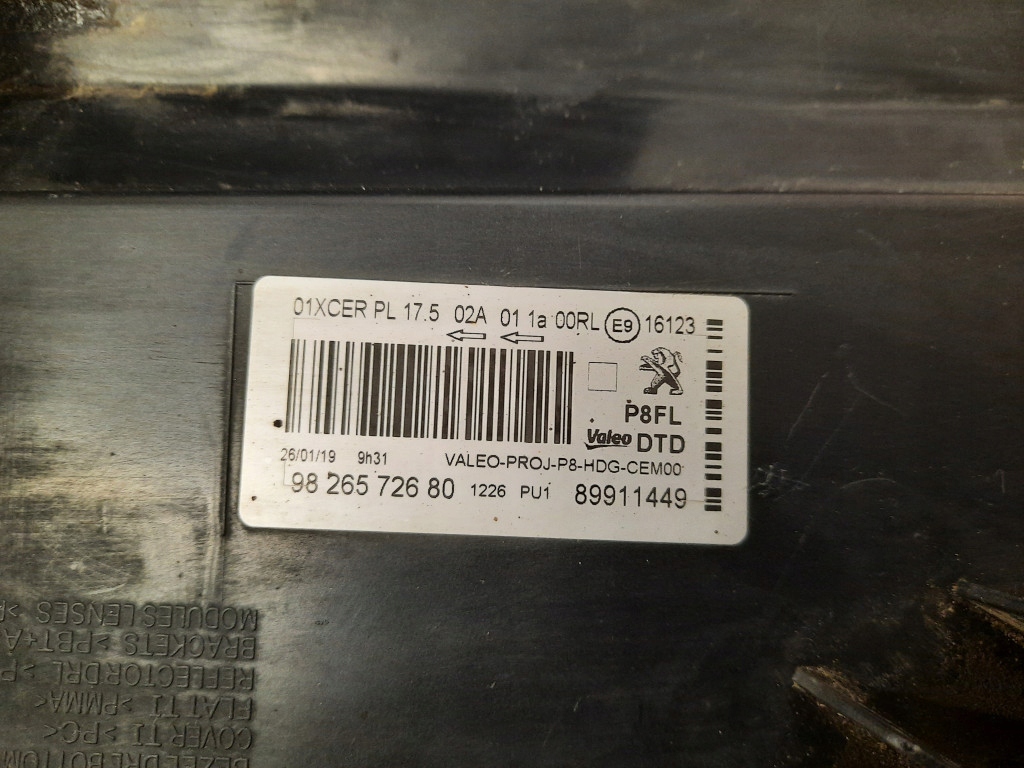 01XCER PL 17.5 02A 01 1a 00RL E9 16123
P8FL
Valeo DTD
26/01/19 9h31 VALEO-PROJ-P8-HDG-CEM00
98 265 726 80 1226 PU1 89911449
MODULES LENSES >
BRACKETS >PBT+A
REFLECTOR DRL >P
>PMMA<
COVER TI >PC<
BOTTOM